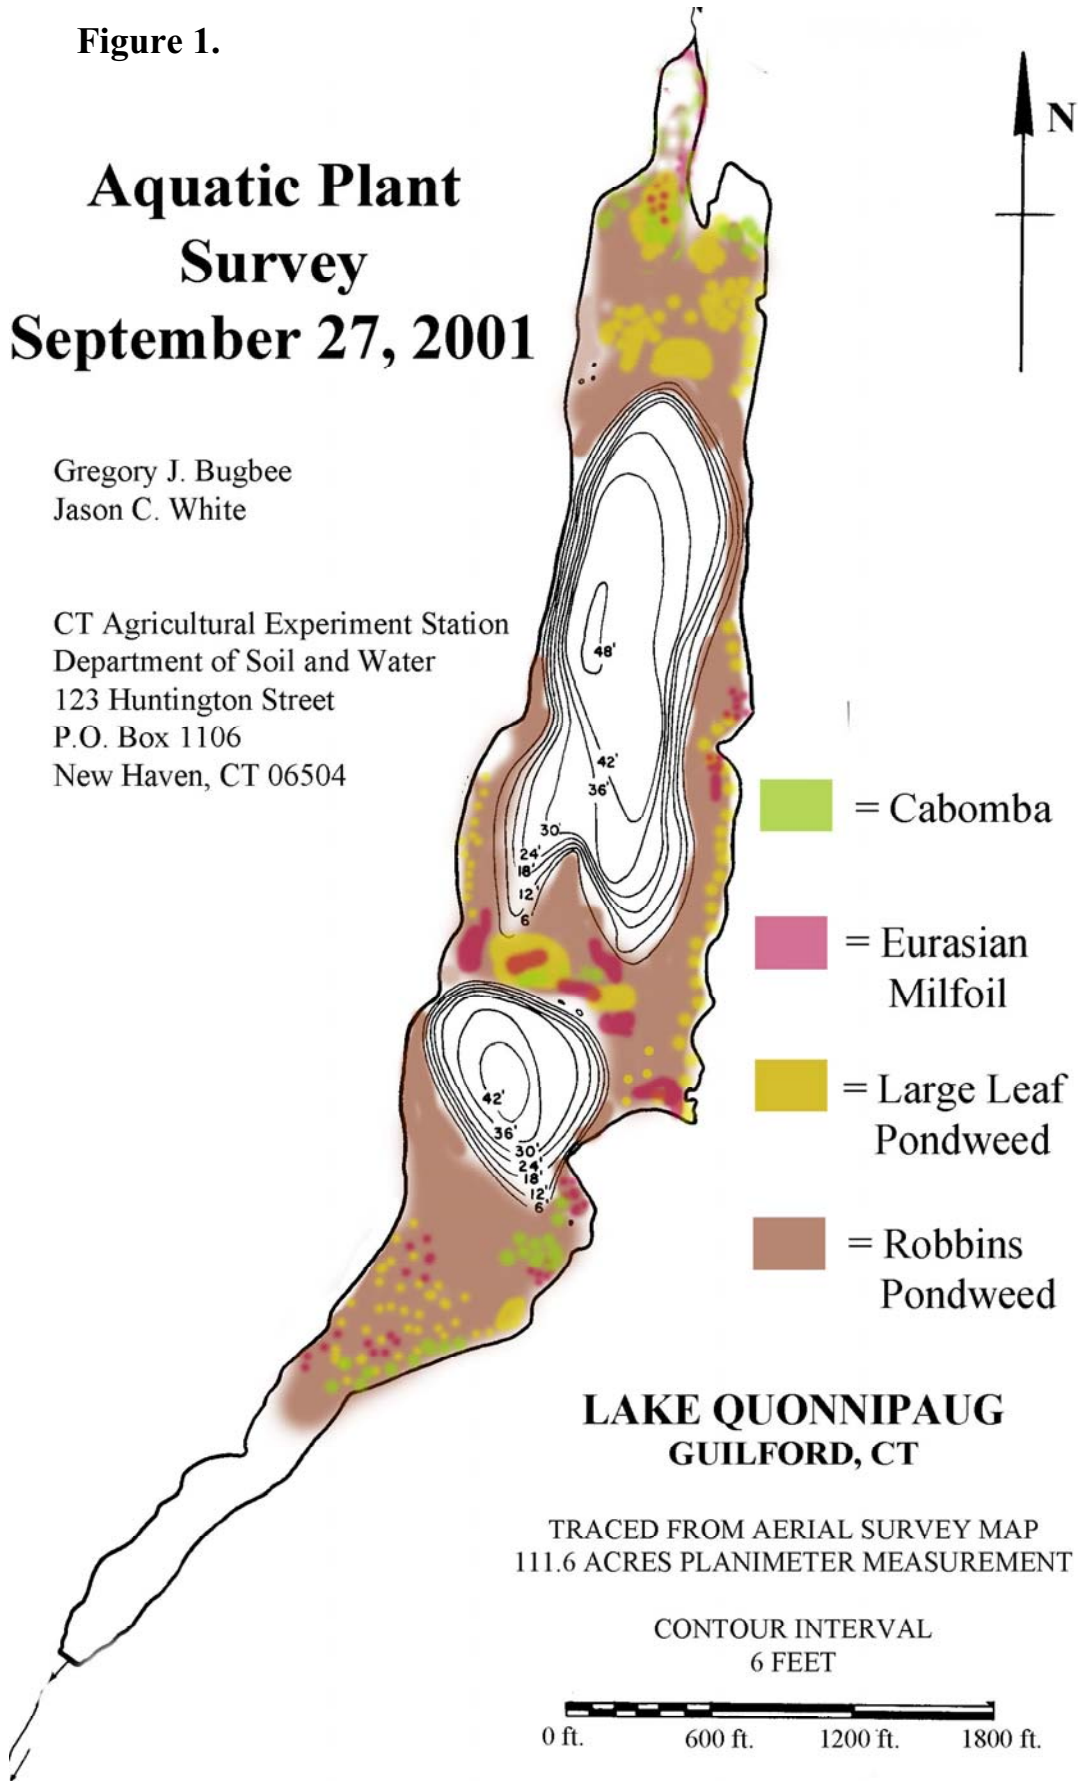 Figure 1.
N
Aquatic Plant
Survey
September 27, 2001
Gregory J. Bugbee
Jason C. White
CT Agricultural Experiment Station
Department of Soil and Water
123 Huntington Street
P.O. Box 1106
New Haven, CT 06504
48'
42'
36'
30'
24'
18'
12'
6'
= Cabomba
= Eurasian
Milfoil
= Large Leaf
Pondweed
= Robbins
Pondweed
42'
36'
30'
24'
18'
12'
6'
LAKE QUONNIPAUG
GUILFORD, CT
TRACED FROM AERIAL SURVEY MAP
111.6 ACRES PLANIMETER MEASUREMENT
CONTOUR INTERVAL
6 FEET
0 ft. 600 ft. 1200 ft. 1800 ft.